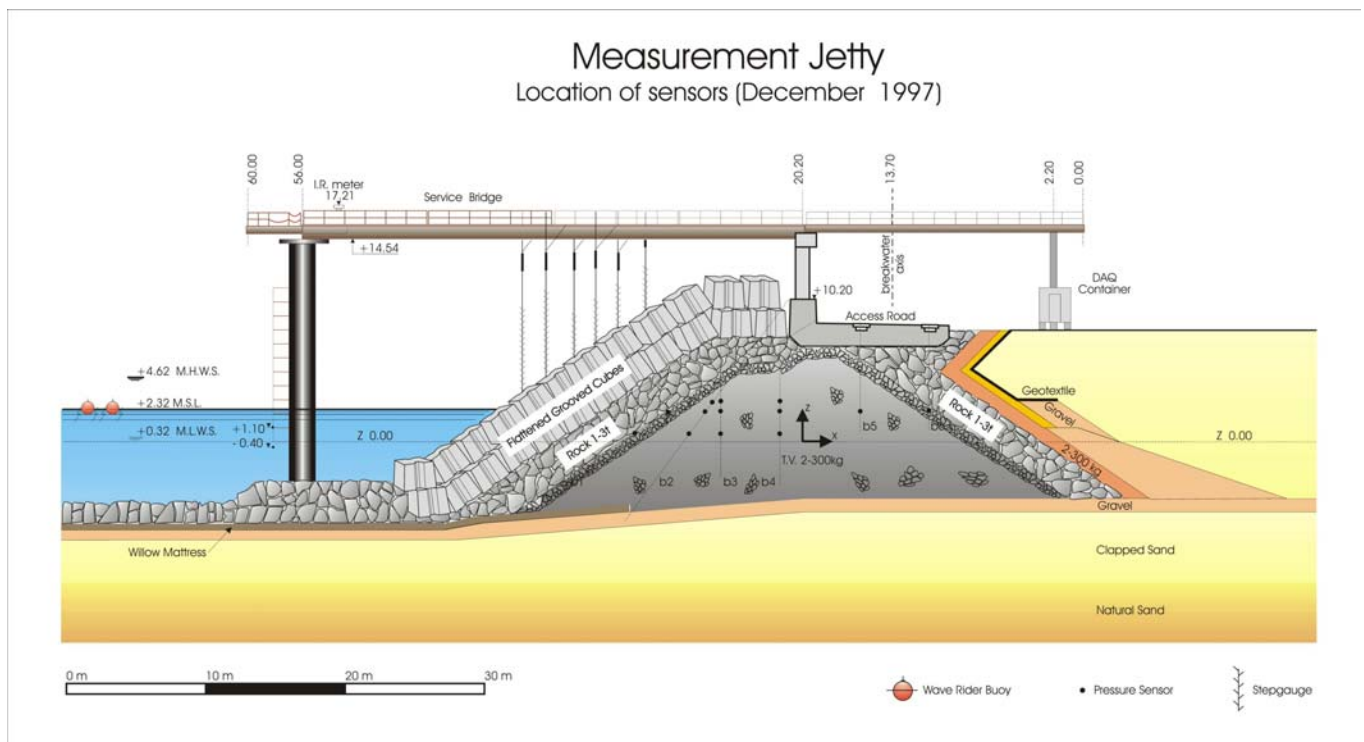 Measurement Jetty
Location of sensors (December 1997)
60.00
56.00
I.R. meter
17.21
Service Bridge
20.20
13.70
2.20
0.00
+14.54
breakwater
axis
DAQ
Container
+10.20
Access Road
+4.62 M.H.W.S.
+2.32 M.S.L.
+0.32 M.L.W.S.
+1.10
- 0.40
Z 0.00
Flattened Grooved Cubes
Rock 1-3t
z
x
T.V. 2-300kg
b2
b3
b4
b5
Rock 1-3t
Geotextile
Gravel
2-300 kg
Z 0.00
Gravel
Willow Mattress
Clapped Sand
Natural Sand
0 m
10 m
20 m
30 m
Wave Rider Buoy
Pressure Sensor
Stepgauge